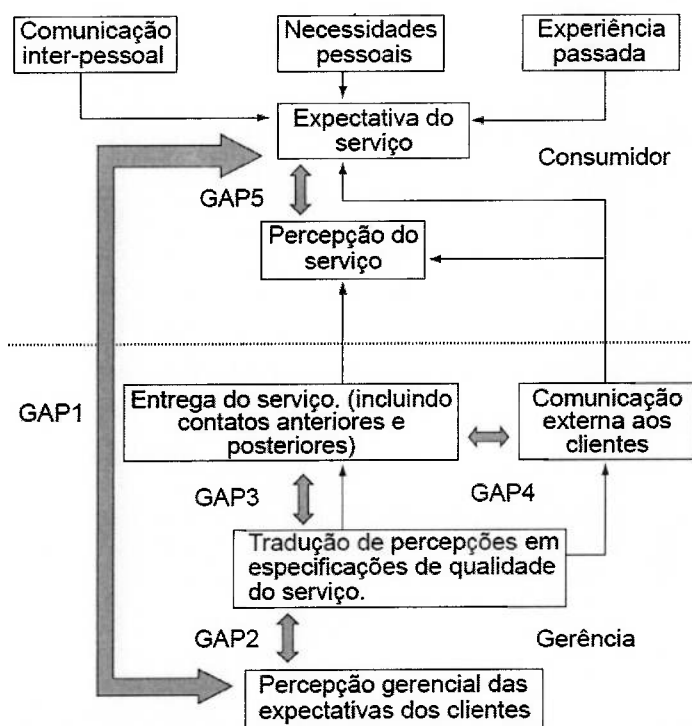 Comunicação
inter-pessoal
Necessidades
pessoais
Experiência
passada
Expectativa do
serviço
Consumidor
GAP5
Percepção do
serviço
GAP1
Entrega do serviço. (incluindo
contatos anteriores e
posteriores)
Comunicação
externa aos
clientes
GAP3
GAP4
Tradução de percepções em
especificações de qualidade
do serviço.
GAP2
Gerência
Percepção gerencial das
expectativas dos clientes